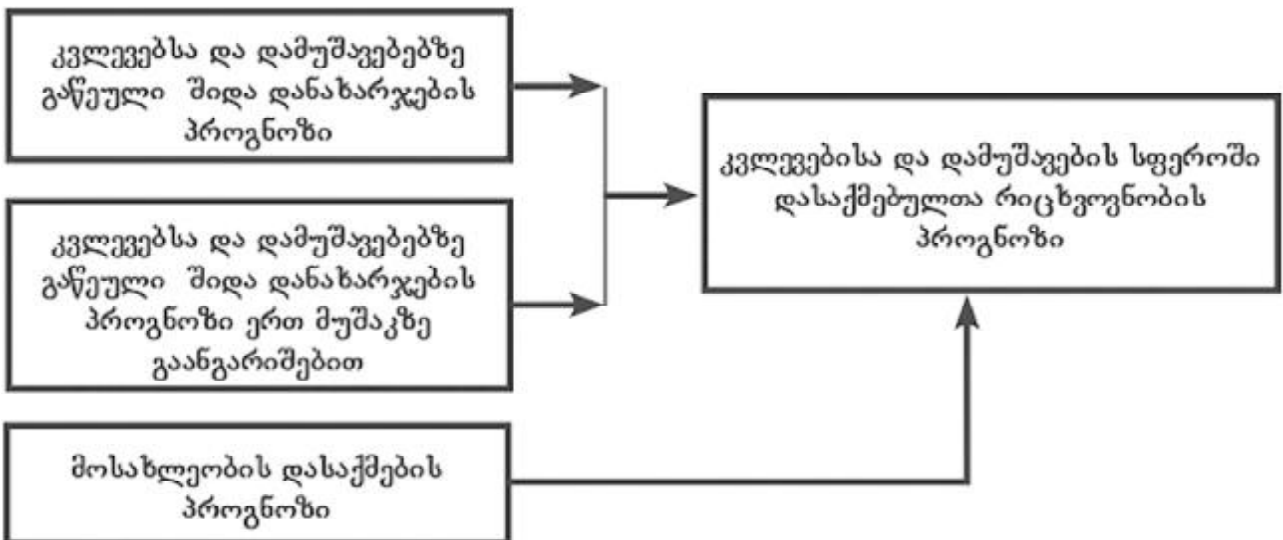 კვლევებსა და დამუშავებებზე
გაწეული შიდა დანახარჯების
პროგნოზი
კვლევებსა და დამუშავებებზე
გაწეული შიდა დანახარჯების
პროგნოზი ერთ მუშაკზე
გაანგარიშებით
მოსახლეობის დასაქმების
პროგნოზი
კვლევებისა და დამუშავების სფეროში
დასაქმებულთა რიცხვოვნობის
პროგნოზი